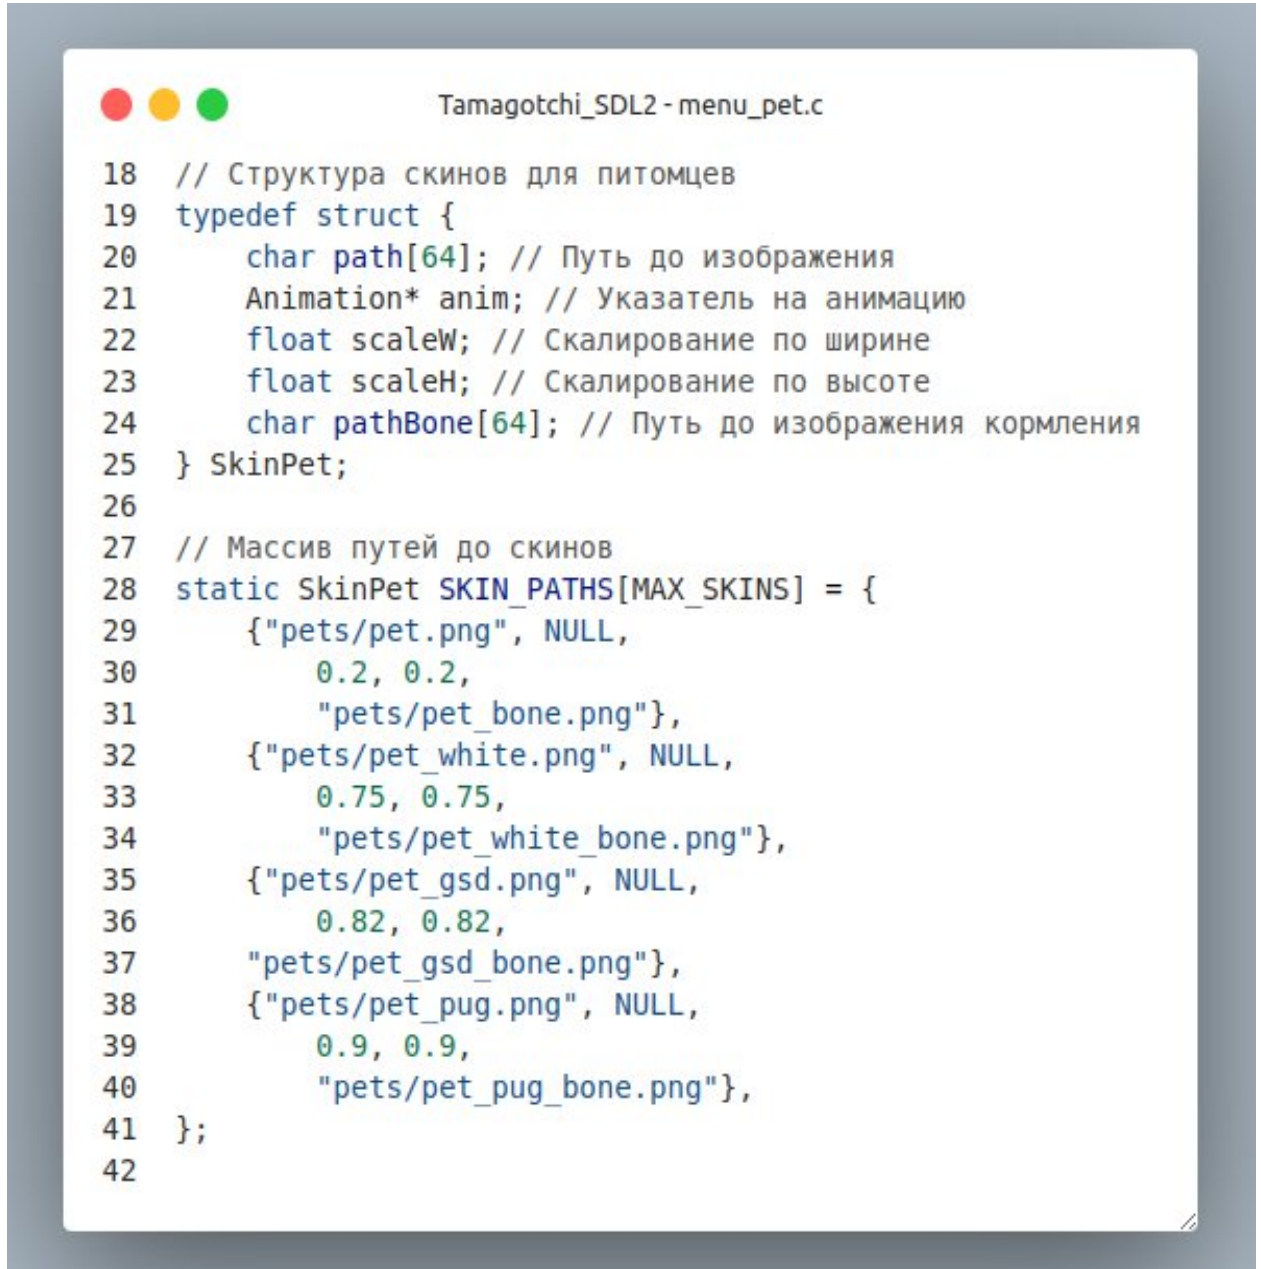 Tamagotchi_SDL2 - menu_pet.c
18 // Структура скинов для питомцев
19 typedef struct {
20     char path[64]; // Путь до изображения
21     Animation* anim; // Указатель на анимацию
22     float scaleW; // Скалирование по ширине
23     float scaleH; // Скалирование по высоте
24     char pathBone[64]; // Путь до изображения кормления
25 } SkinPet;
26
27 // Массив путей до скинов
28 static SkinPet SKIN_PATHS[MAX_SKINS] = {
29     {"pets/pet.png", NULL,
30         0.2, 0.2,
31         "pets/pet_bone.png"},
32     {"pets/pet_white.png", NULL,
33         0.75, 0.75,
34         "pets/pet_white_bone.png"},
35     {"pets/pet_gsd.png", NULL,
36         0.82, 0.82,
37     "pets/pet_gsd_bone.png"},
38     {"pets/pet_pug.png", NULL,
39         0.9, 0.9,
40         "pets/pet_pug_bone.png"},
41 };
42